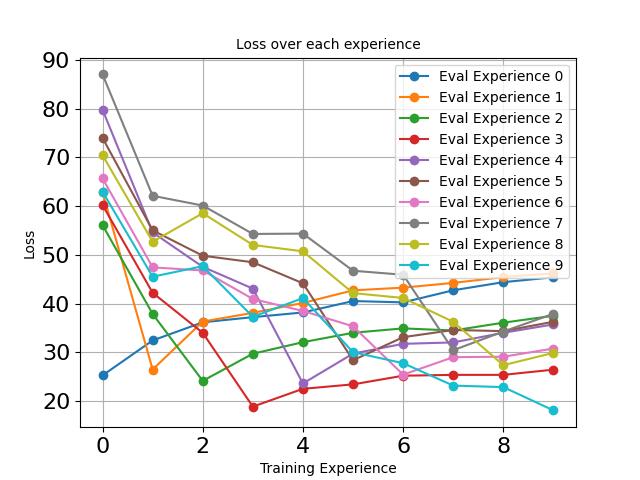 Loss over each experience
90
80
70
60
50
40
30
20
Loss
Eval Experience 0
Eval Experience 1
Eval Experience 2
Eval Experience 3
Eval Experience 4
Eval Experience 5
Eval Experience 6
Eval Experience 7
Eval Experience 8
Eval Experience 9
0 2 4 6 8
Training Experience